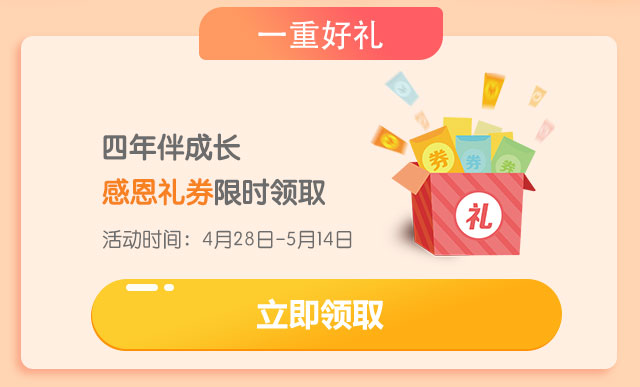 一重好礼
四年伴成长
感恩礼券限时领取
活动时间：4月28日-5月14日
券
券
券
礼
立即领取